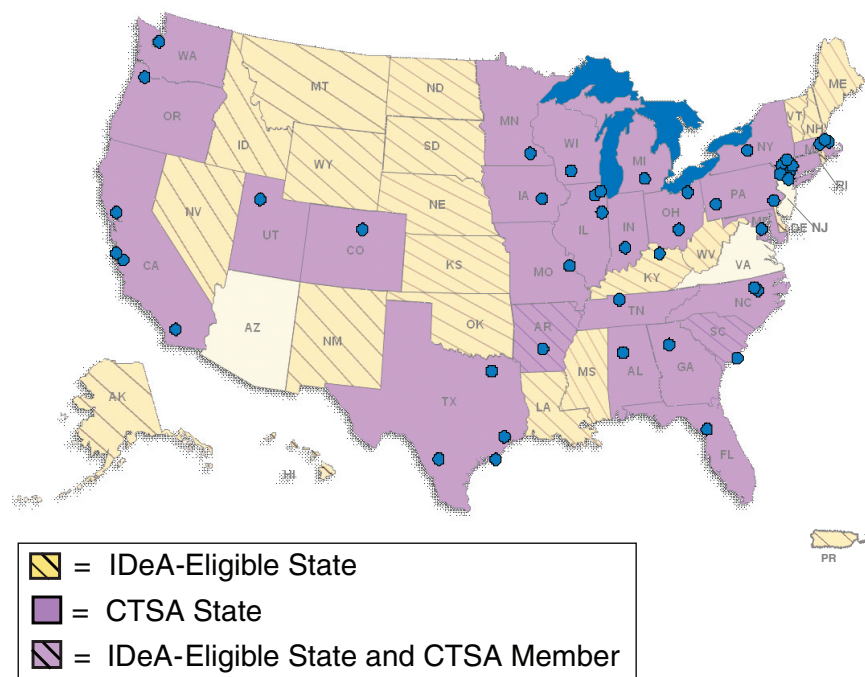 WA
MT
ND
ME
VT
NH
MN
OR
WI
NY
ID
SD
MI
WY
RI
IA
PA
NE
NV
OH
DE NJ
IL
IN
UT
CO
WV
VA
CA
KS
MO
KY
NC
TN
OK
AZ
NM
AR
SC
MS
AL
GA
TX
LA
AK
FL
HI
PR
= IDeA-Eligible State
= CTSA State
= IDeA-Eligible State and CTSA Member